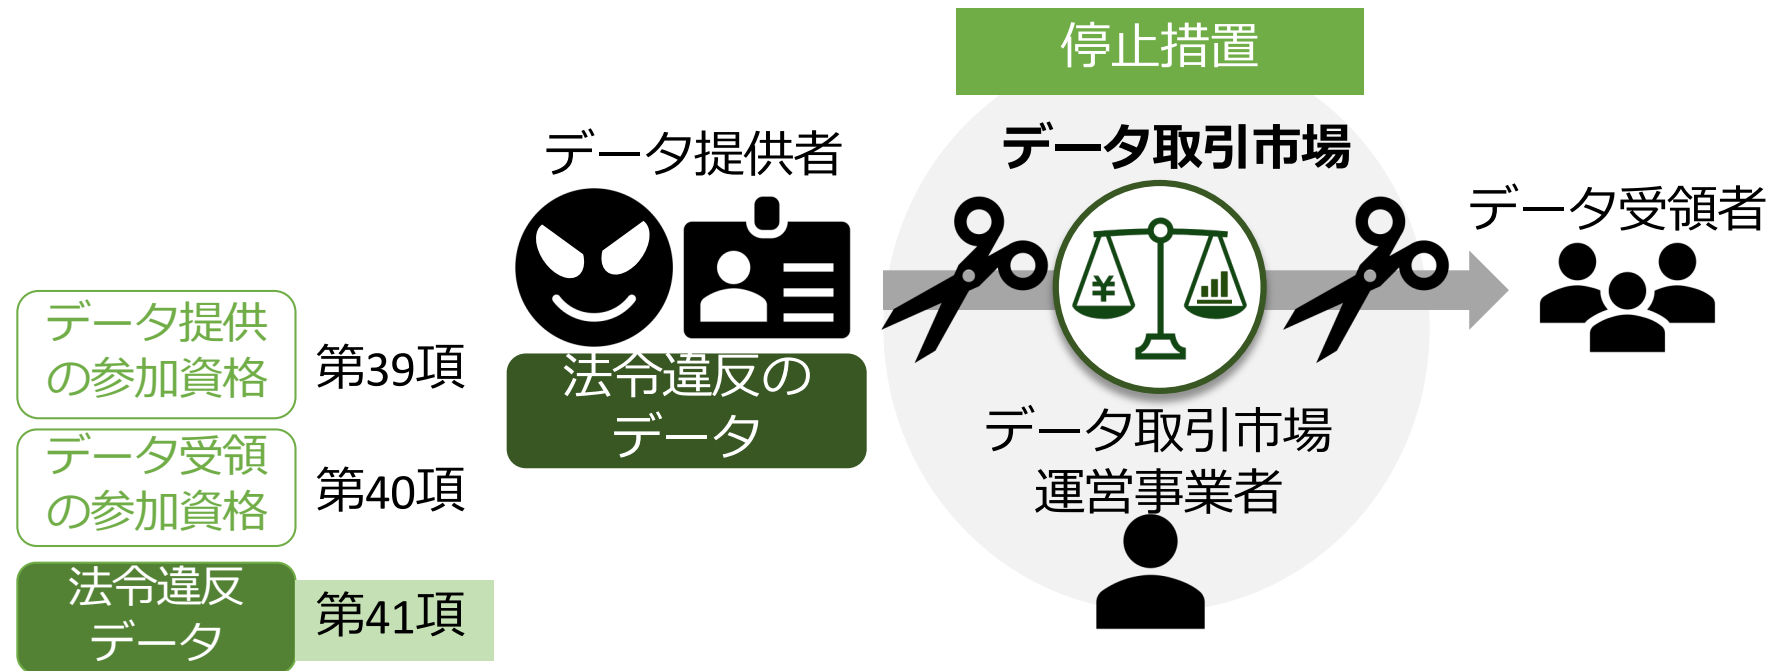 停止措置
データ取引市場
データ提供者
データ受領者
¥
法令違反の
データ
データ取引市場
運営事業者
データ提供
の参加資格
第39項
データ受領
の参加資格
第40項
法令違反
データ
第41項